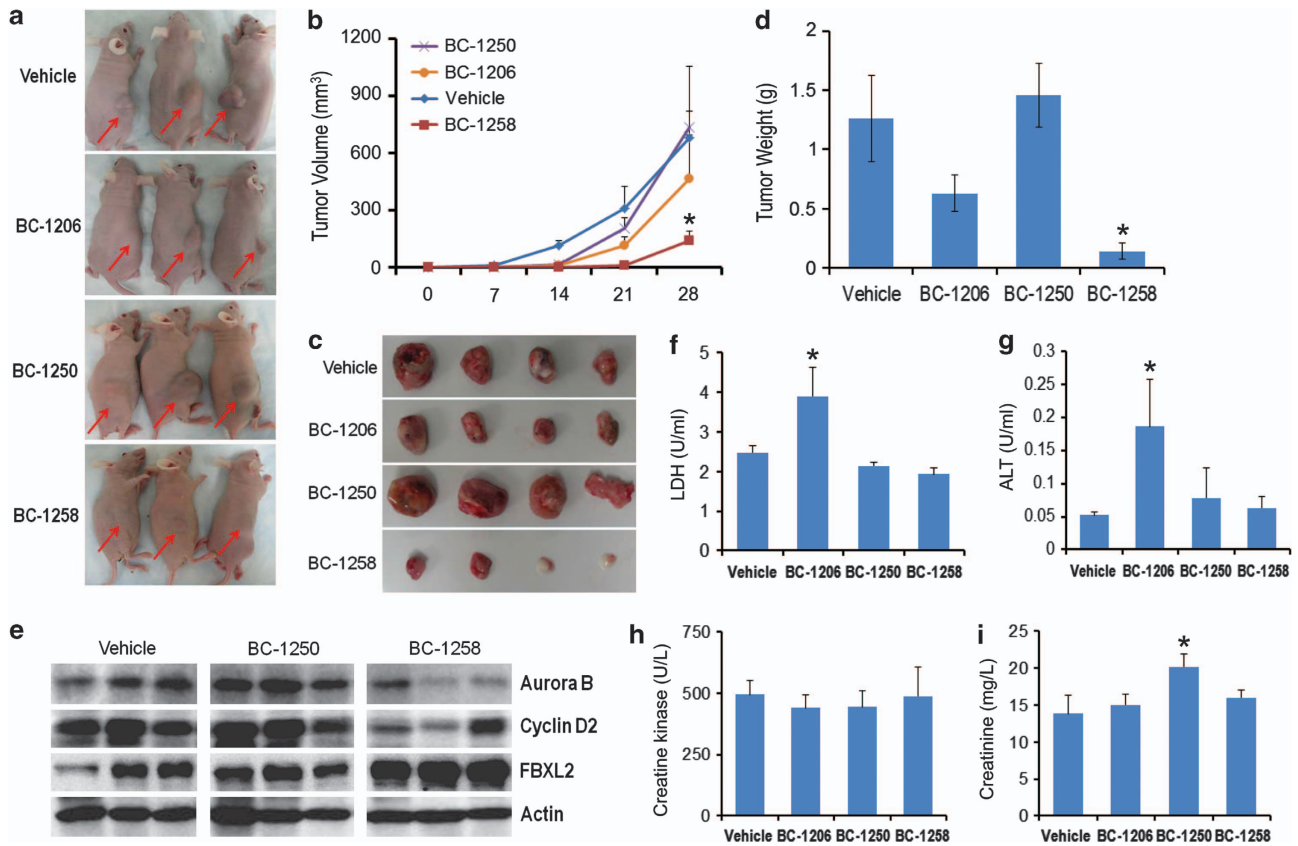 a
Vehicle
BC-1206
BC-1250
BC-1258
b
Tumor Volume (mm³)
1200
900
600
300
0
0 7 14 21 28
BC-1250
BC-1206
Vehicle
BC-1258
*
c
Vehicle
BC-1206
BC-1250
BC-1258
d
Tumor Weight (g)
2
1.5
1
0.5
0
*
Vehicle BC-1206 BC-1250 BC-1258
e
Vehicle BC-1250 BC-1258
Aurora B
Cyclin D2
FBXL2
Actin
f
LDH (U/ml)
5
4
3
2
1
0
*
Vehicle BC-1206 BC-1250 BC-1258
g
ALT (U/ml)
0.3
0.25
0.2
0.15
0.1
0.05
0
*
Vehicle BC-1206 BC-1250 BC-1258
h
Creatine kinase (U/L)
750
500
250
0
Vehicle BC-1206 BC-1250 BC-1258
i
Creatinine (mg/L)
25
20
15
10
5
0
*
Vehicle BC-1206 BC-1250 BC-1258